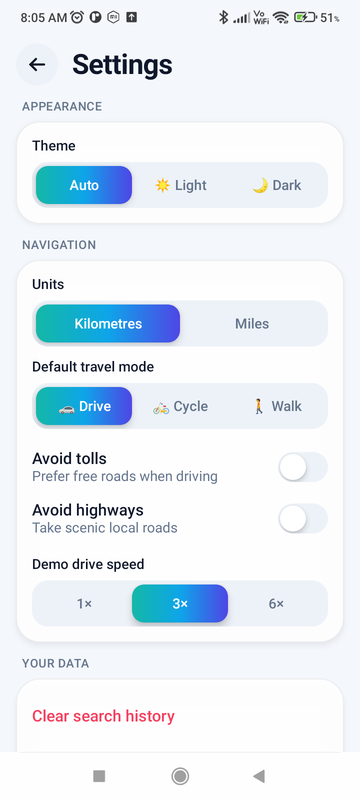 8:05 AM
Vo
WiFi
51%
Settings
APPEARANCE
Theme
Auto
☀️ Light
🌙 Dark
NAVIGATION
Units
Kilometres
Miles
Default travel mode
🚗 Drive
🚲 Cycle
🚶 Walk
Avoid tolls
Prefer free roads when driving
Avoid highways
Take scenic local roads
Demo drive speed
1×
3×
6×
YOUR DATA
Clear search history